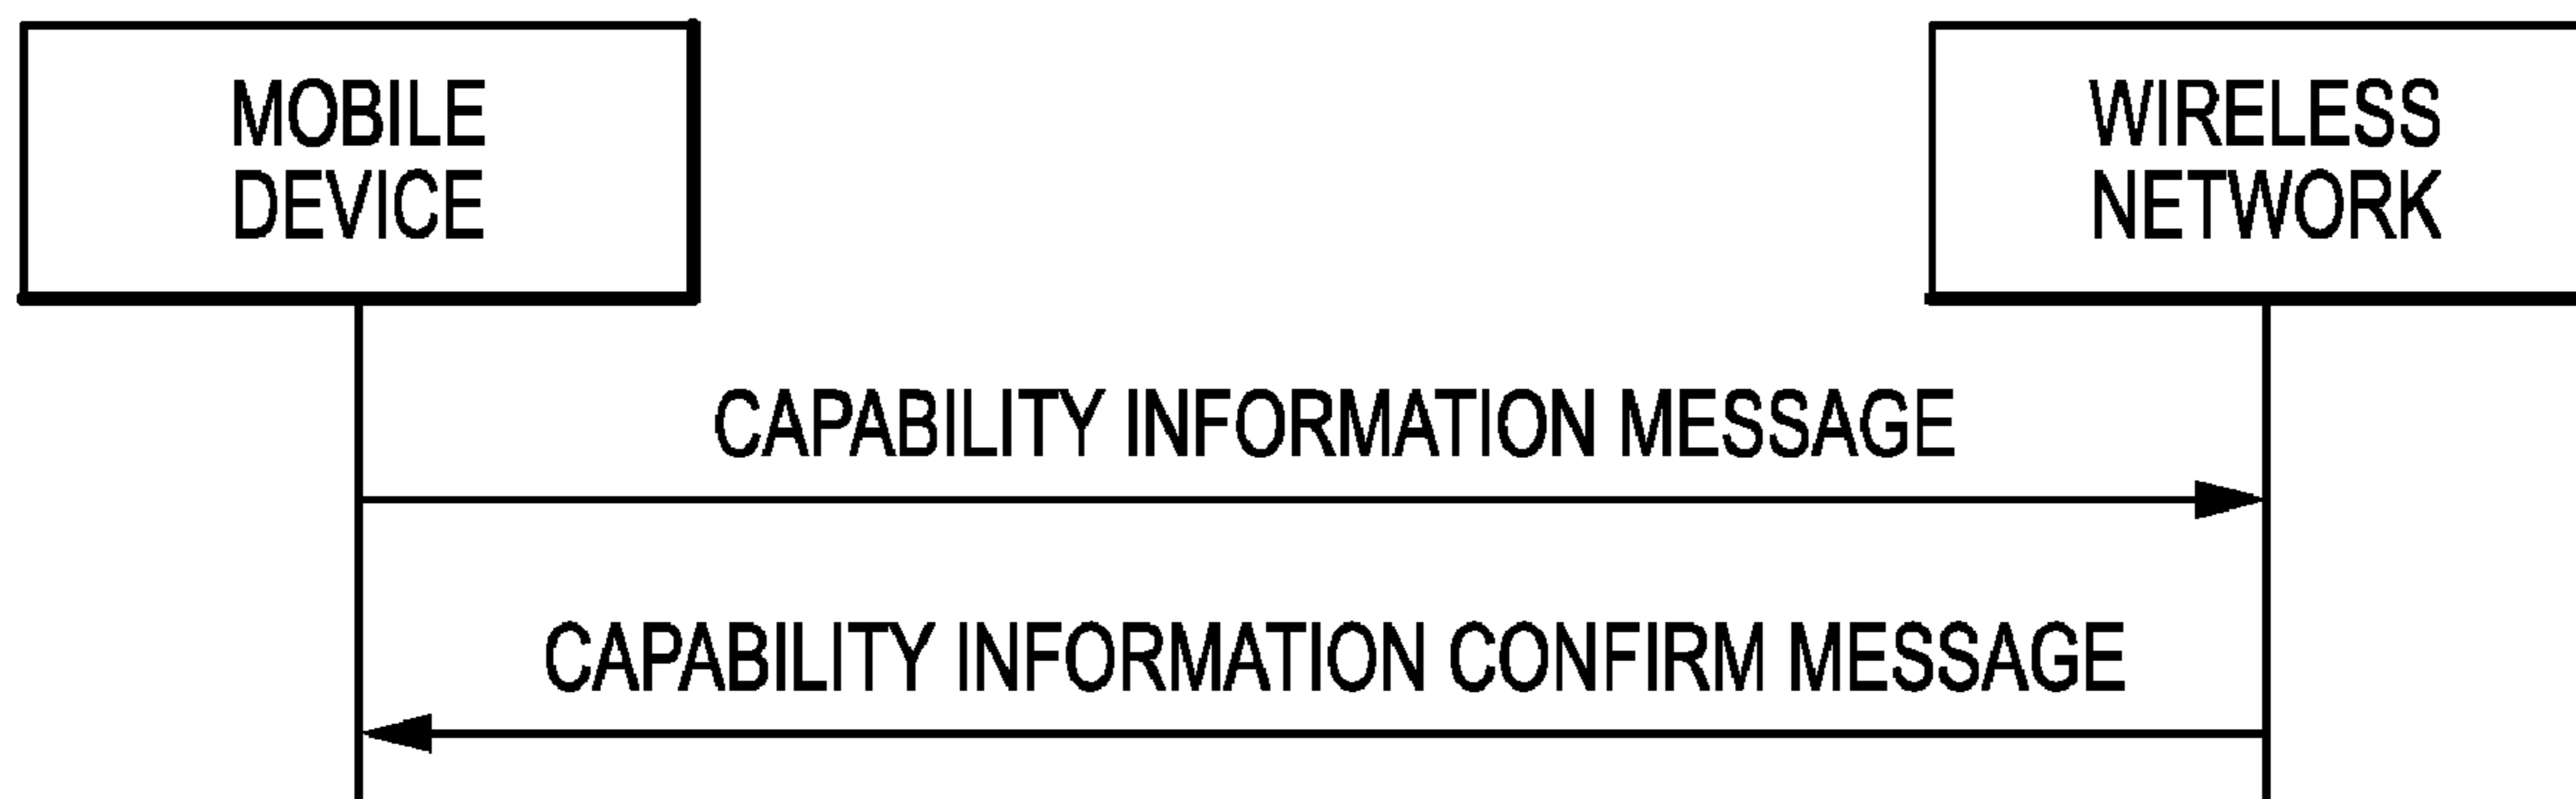 MOBILE
DEVICE
WIRELESS
NETWORK
CAPABILITY INFORMATION MESSAGE
CAPABILITY INFORMATION CONFIRM MESSAGE